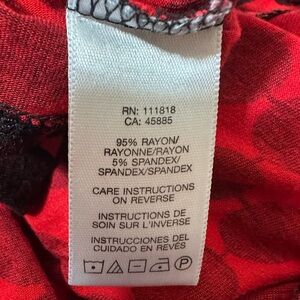 RN: 111818
CA: 45885
95% RAYON/
RAYONNE/RAYON
5% SPANDEX/
SPANDEX/SPANDEX
CARE INSTRUCTIONS
ON REVERSE
INSTRUCTIONS DE
SOIN SUR L'INVERSE
INSTRUCCIONES DEL
CUIDADO EN REVÉS
P